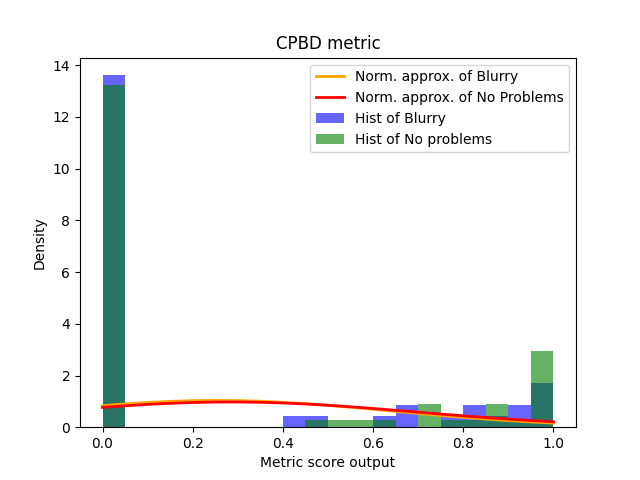 CPBD metric
14
12
10
8
6
4
2
0
Density
0.0 0.2 0.4 0.6 0.8 1.0
Metric score output
Norm. approx. of Blurry
Norm. approx. of No Problems
Hist of Blurry
Hist of No problems